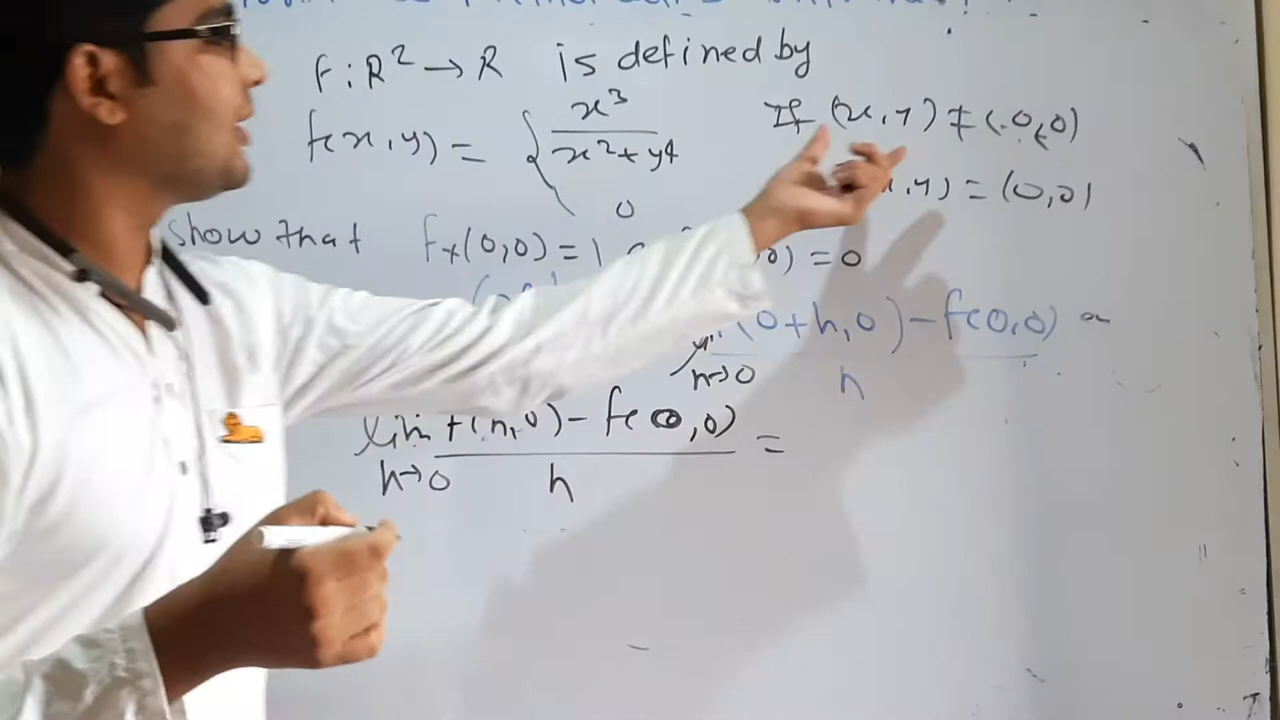 f : R² → R is defined by
f(x,y) = { x³ / x² + y4 If (x,y) ≠ (0,0)
0 ,y) = (0,0)
show that fx(0,0) = 1 0) = 0
(0+h,0) - f(0,0)
h→0 h
lim f(h,0) - f(0,0) =
h→0 h